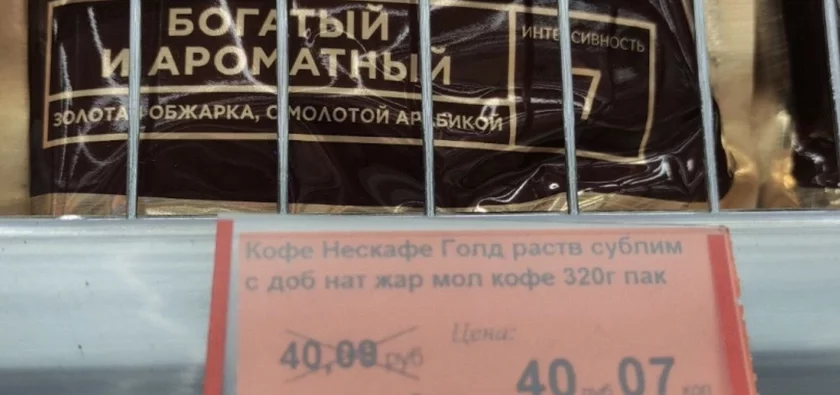 БОГАТЫЙ
И АРОМАТНЫЙ
ИНТЕНСИВНОСТЬ
7
ЗОЛОТАЯ ОБЖАРКА, С МОЛОТОЙ АРАБИКОЙ
Кофе Нескафе Голд раств сублим
с доб нат жар мол кофе 320г пак
Цена:
40,09 руб
40 руб 07 коп